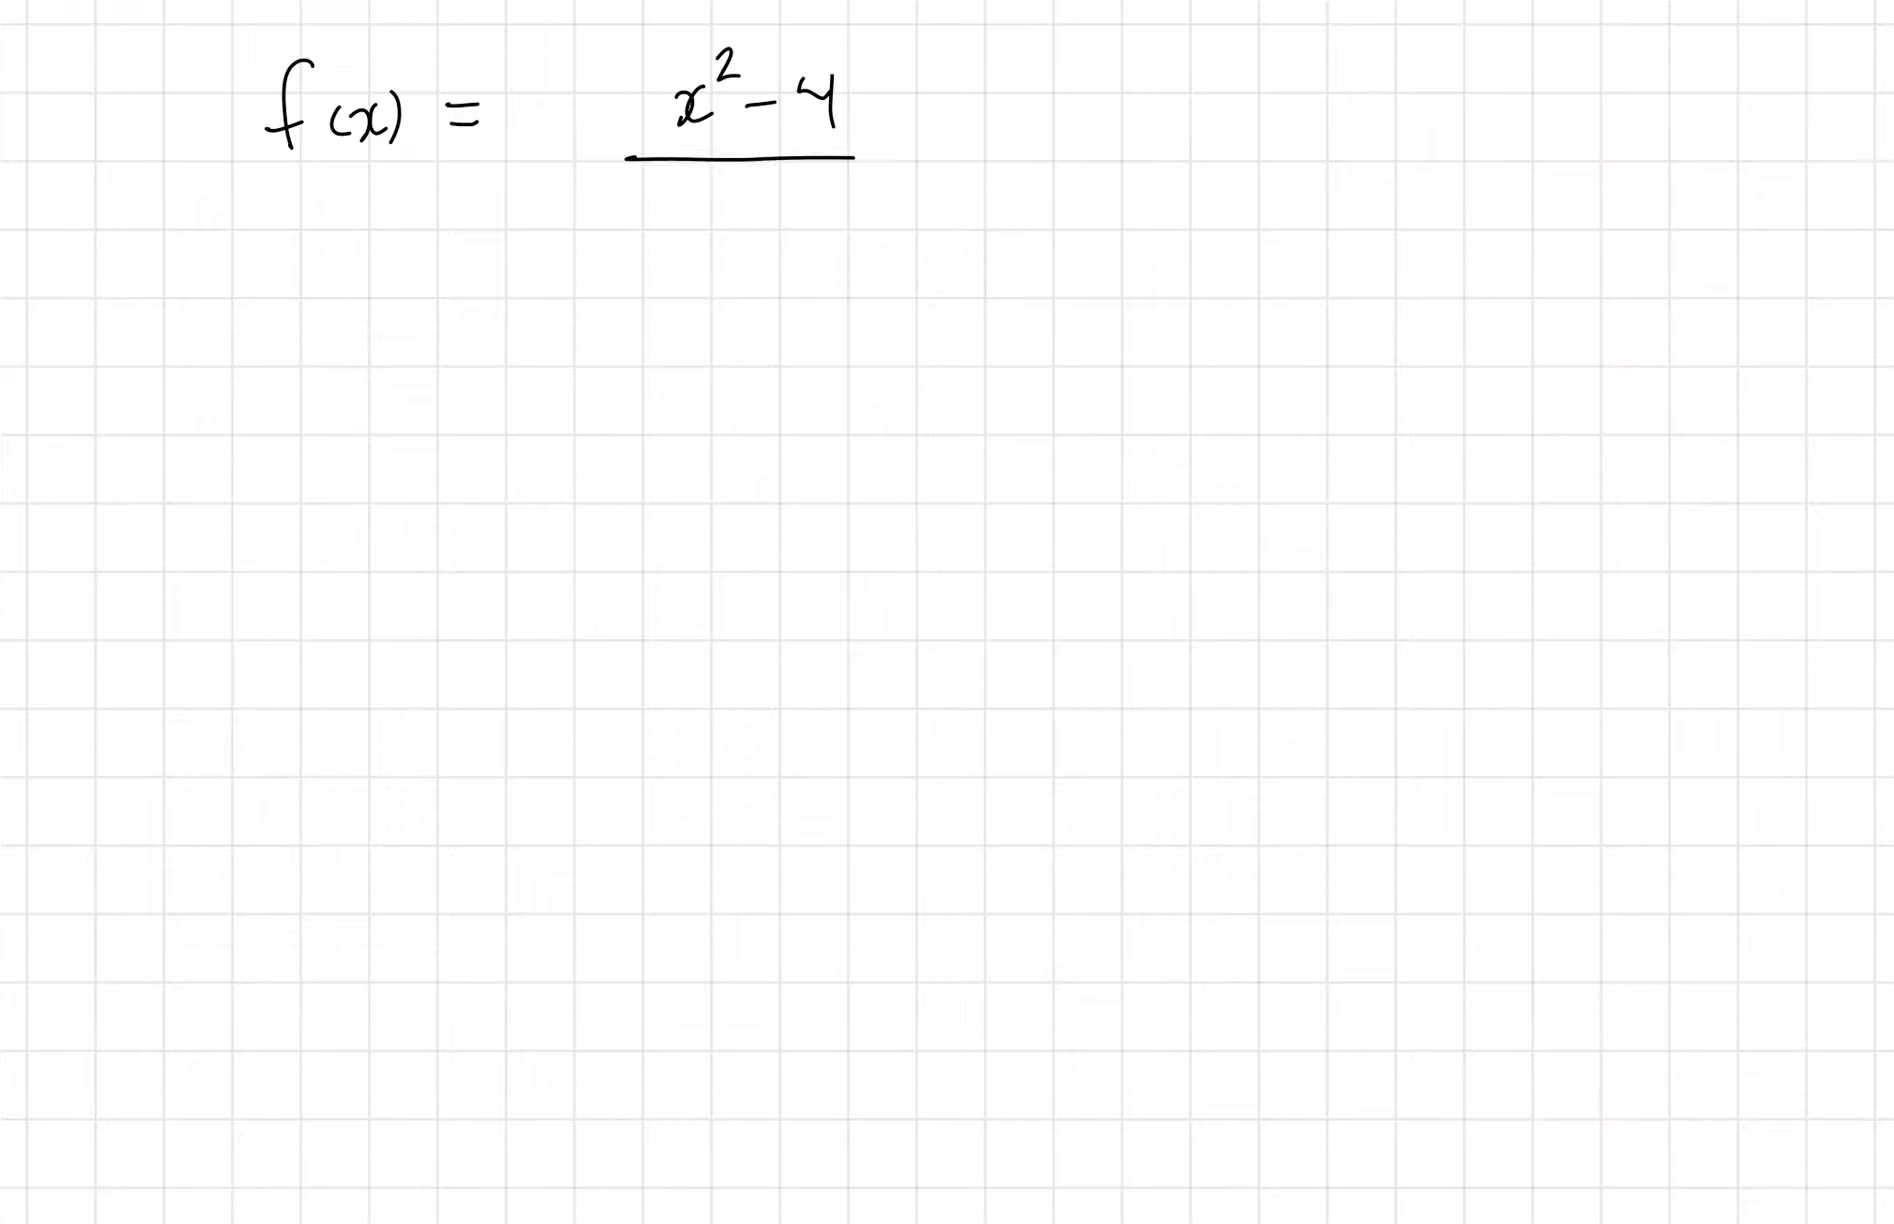 f(x) = x² - 4